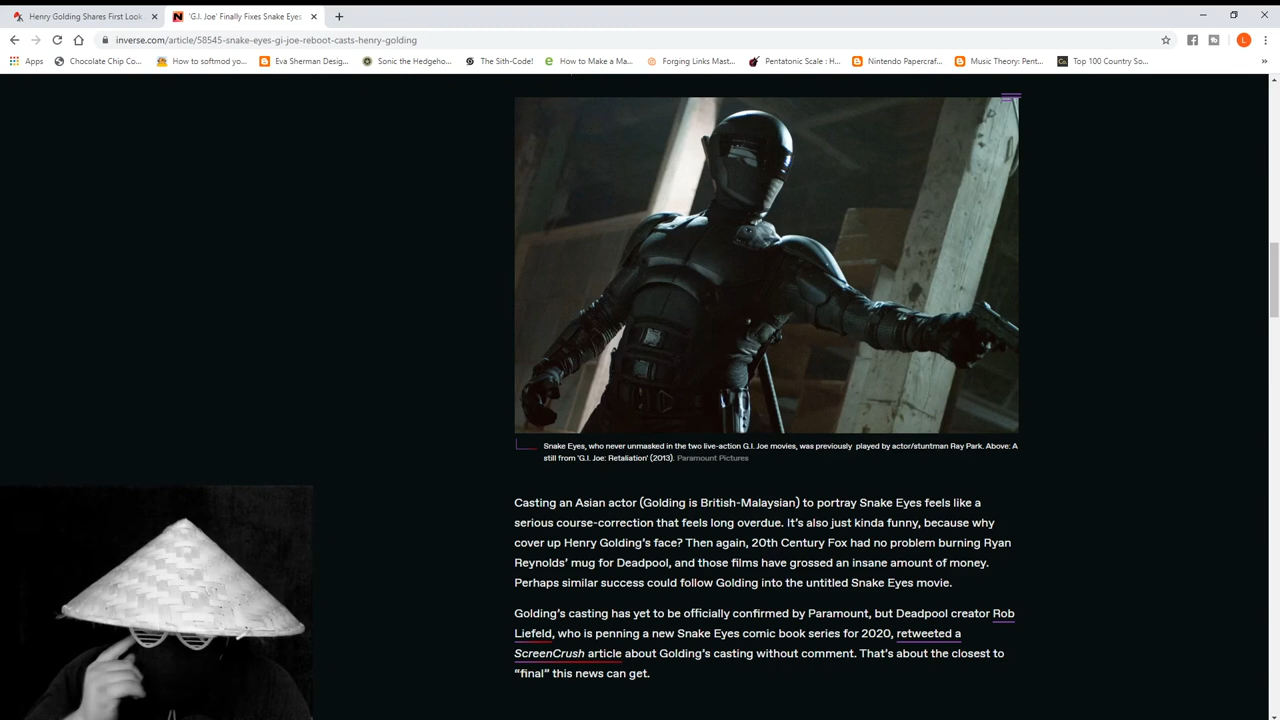 Henry Golding Shares First Look
'G.I. Joe' Finally Fixes Snake Eyes
inverse.com/article/58545-snake-eyes-gi-joe-reboot-casts-henry-golding
Apps
Chocolate Chip Co...
How to softmod yo...
Eva Sherman Desig...
Sonic the Hedgeho...
The Sith-Code!
How to Make a Ma...
Forging Links Mast...
Pentatonic Scale : H...
Nintendo Papercraf...
Music Theory: Pent...
Top 100 Country So...
Snake Eyes, who never unmasked in the two live-action G.I. Joe movies, was previously played by actor/stuntman Ray Park. Above: A
still from 'G.I. Joe: Retaliation' (2013). Paramount Pictures
Casting an Asian actor (Golding is British-Malaysian) to portray Snake Eyes feels like a
serious course-correction that feels long overdue. It's also just kinda funny, because why
cover up Henry Golding's face? Then again, 20th Century Fox had no problem burning Ryan
Reynolds' mug for Deadpool, and those films have grossed an insane amount of money.
Perhaps similar success could follow Golding into the untitled Snake Eyes movie.
Golding's casting has yet to be officially confirmed by Paramount, but Deadpool creator Rob
Liefeld, who is penning a new Snake Eyes comic book series for 2020, retweeted a
ScreenCrush article about Golding's casting without comment. That's about the closest to
"final" this news can get.